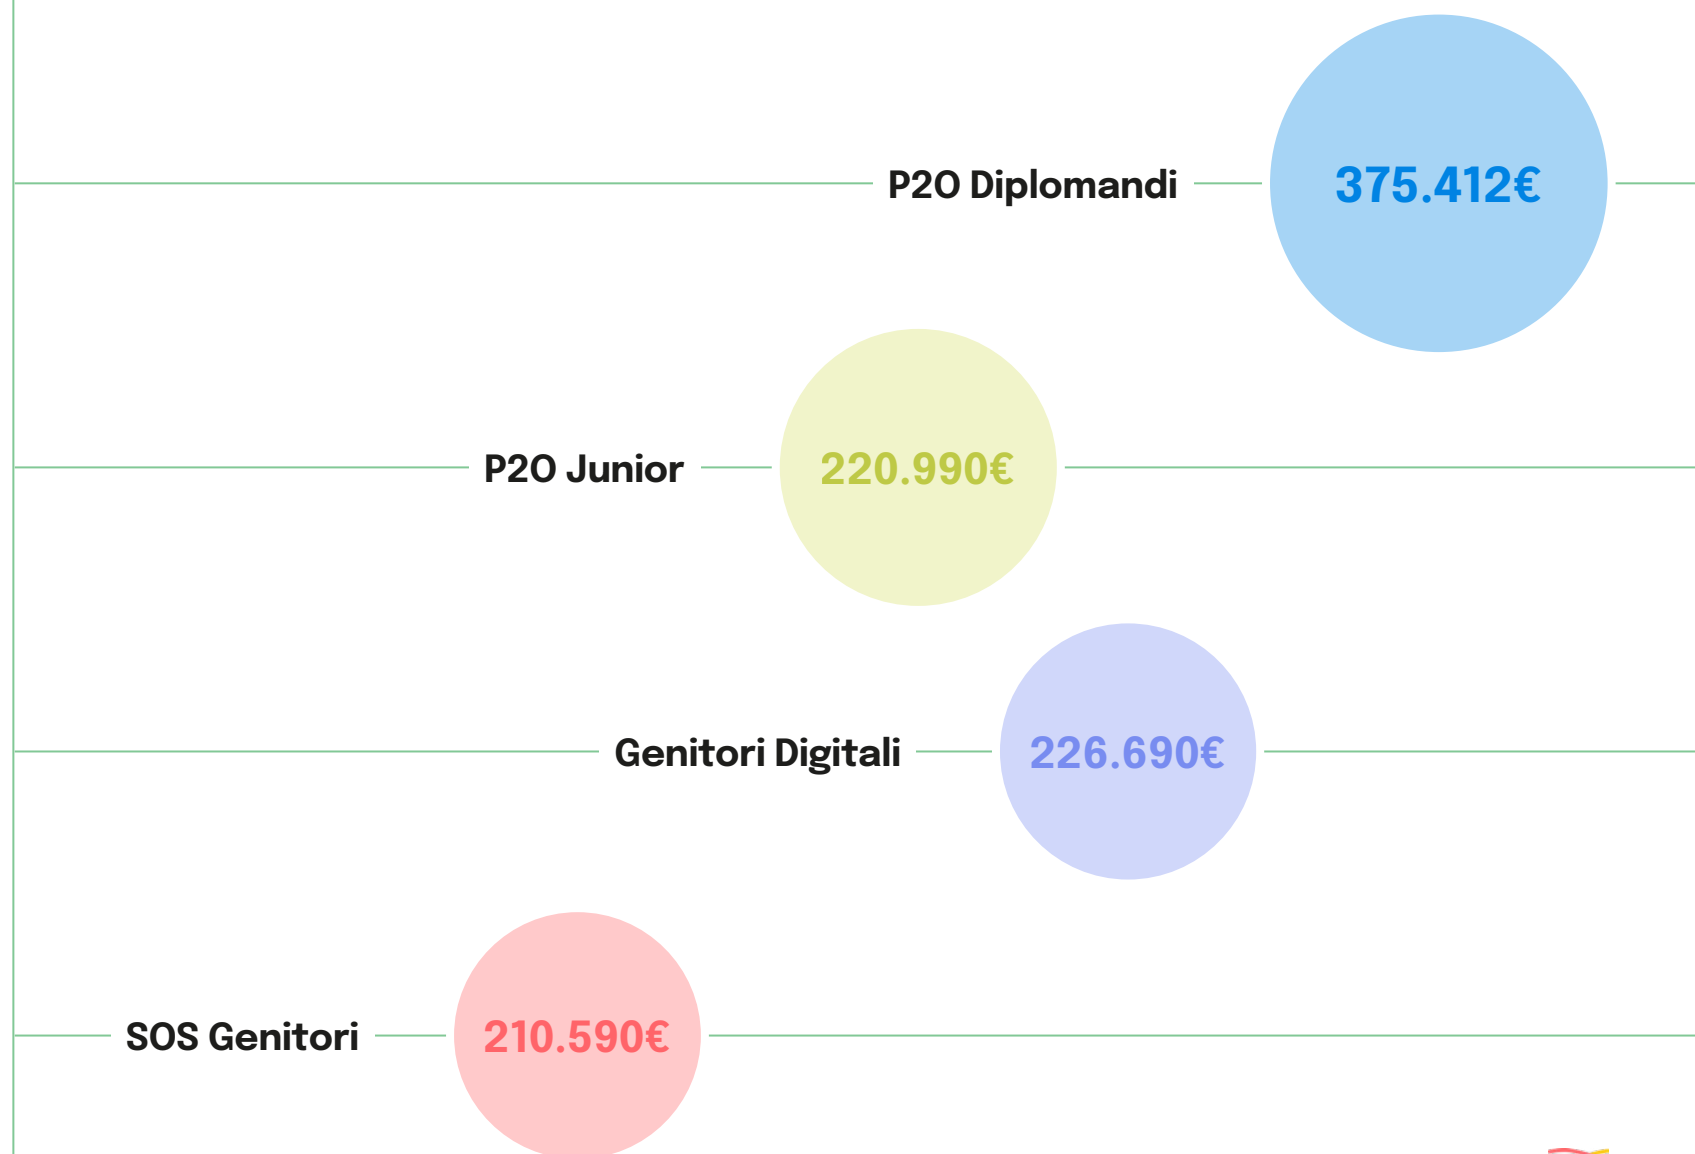 P2O Diplomandi 375.412€
P2O Junior 220.990€
Genitori Digitali 226.690€
SOS Genitori 210.590€